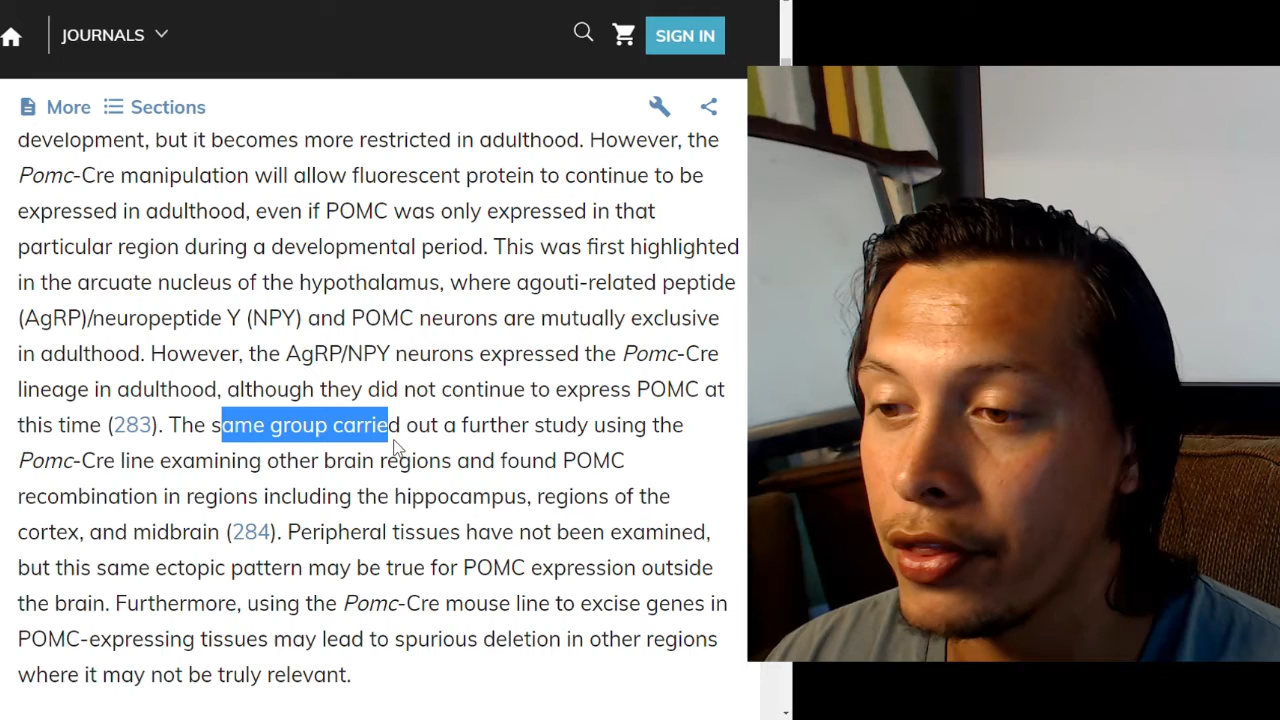 JOURNALS
SIGN IN
More Sections
development, but it becomes more restricted in adulthood. However, the
Pomc-Cre manipulation will allow fluorescent protein to continue to be
expressed in adulthood, even if POMC was only expressed in that
particular region during a developmental period. This was first highlighted
in the arcuate nucleus of the hypothalamus, where agouti-related peptide
(AgRP)/neuropeptide Y (NPY) and POMC neurons are mutually exclusive
in adulthood. However, the AgRP/NPY neurons expressed the Pomc-Cre
lineage in adulthood, although they did not continue to express POMC at
this time (283). The same group carried out a further study using the
Pomc-Cre line examining other brain regions and found POMC
recombination in regions including the hippocampus, regions of the
cortex, and midbrain (284). Peripheral tissues have not been examined,
but this same ectopic pattern may be true for POMC expression outside
the brain. Furthermore, using the Pomc-Cre mouse line to excise genes in
POMC-expressing tissues may lead to spurious deletion in other regions
where it may not be truly relevant.